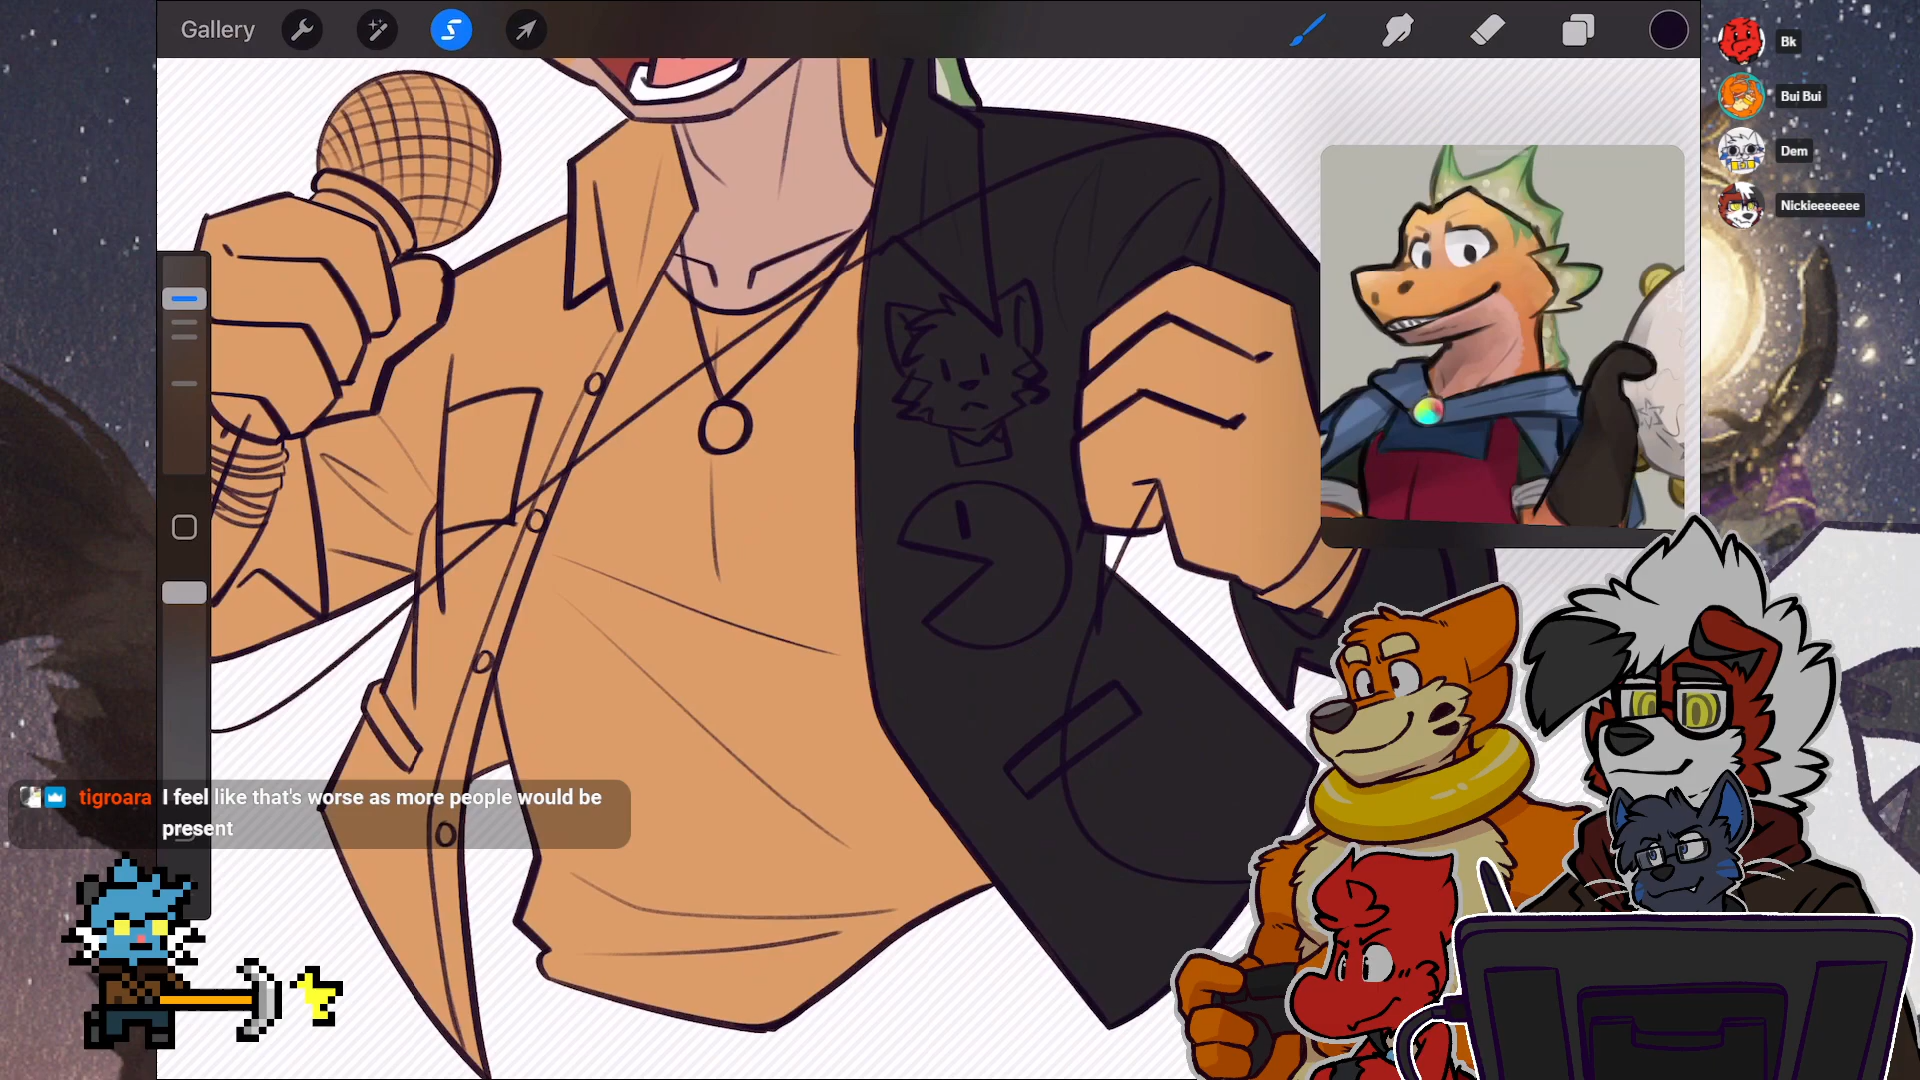 Gallery
Bk
Bui Bui
Dem
Nickieeeeeee
tigroara I feel like that's worse as more people would be
present